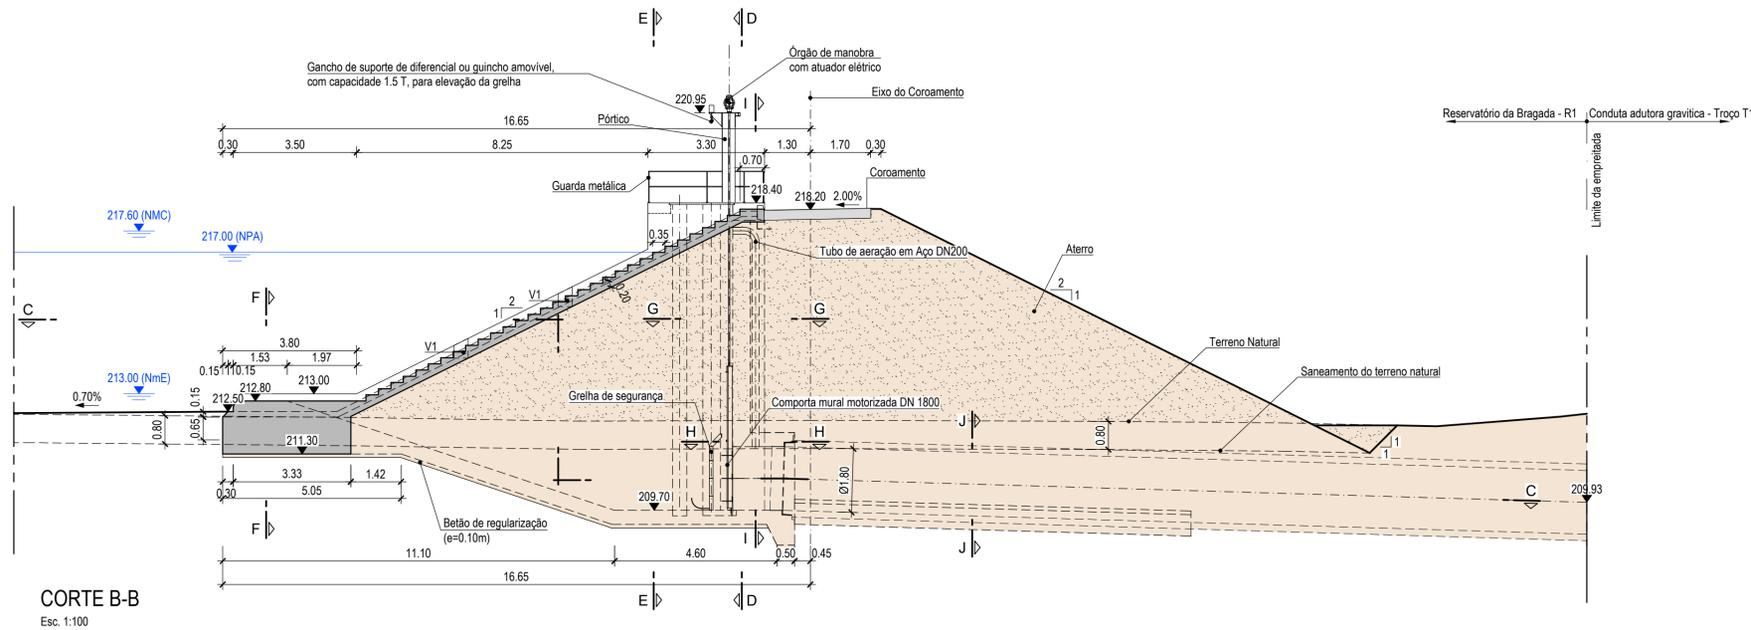 E
D
Órgão de manobra
com atuador elétrico
Gancho de suporte de diferencial ou guincho amovível,
com capacidade 1.5 T, para elevação da grelha
Eixo do Coroamento
220.95
I
16.65
Pórtico
Reservatório da Bragada - R1
Conduta adutora gravitica - Troço T1
Limite da empreitada
0.30
3.50
8.25
3.30
1.30
1.70
0.30
0.70
Guarda metálica
Coroamento
218.40
218.20
2.00%
217.60 (NMC)
217.00 (NPA)
0.35
Tubo de aeração em Aço DN200
Aterro
F
V1
0.20
2
1
2
1
C
G
G
3.80
V1
Terreno Natural
1.53
1.97
0.15
0.15
213.00 (NmE)
212.80
213.00
Saneamento do terreno natural
0.70%
212.50
0.15
Grelha de segurança
Comporta mural motorizada DN 1800
0.80
0.65
J
0.80
H
H
211.30
1
1
3.33
1.42
Ø1.80
0.30
5.05
209.70
C
209.93
F
Betão de regularização
(e=0.10m)
I
J
11.10
4.60
0.50
0.45
16.65
E
D
CORTE B-B
Esc. 1:100